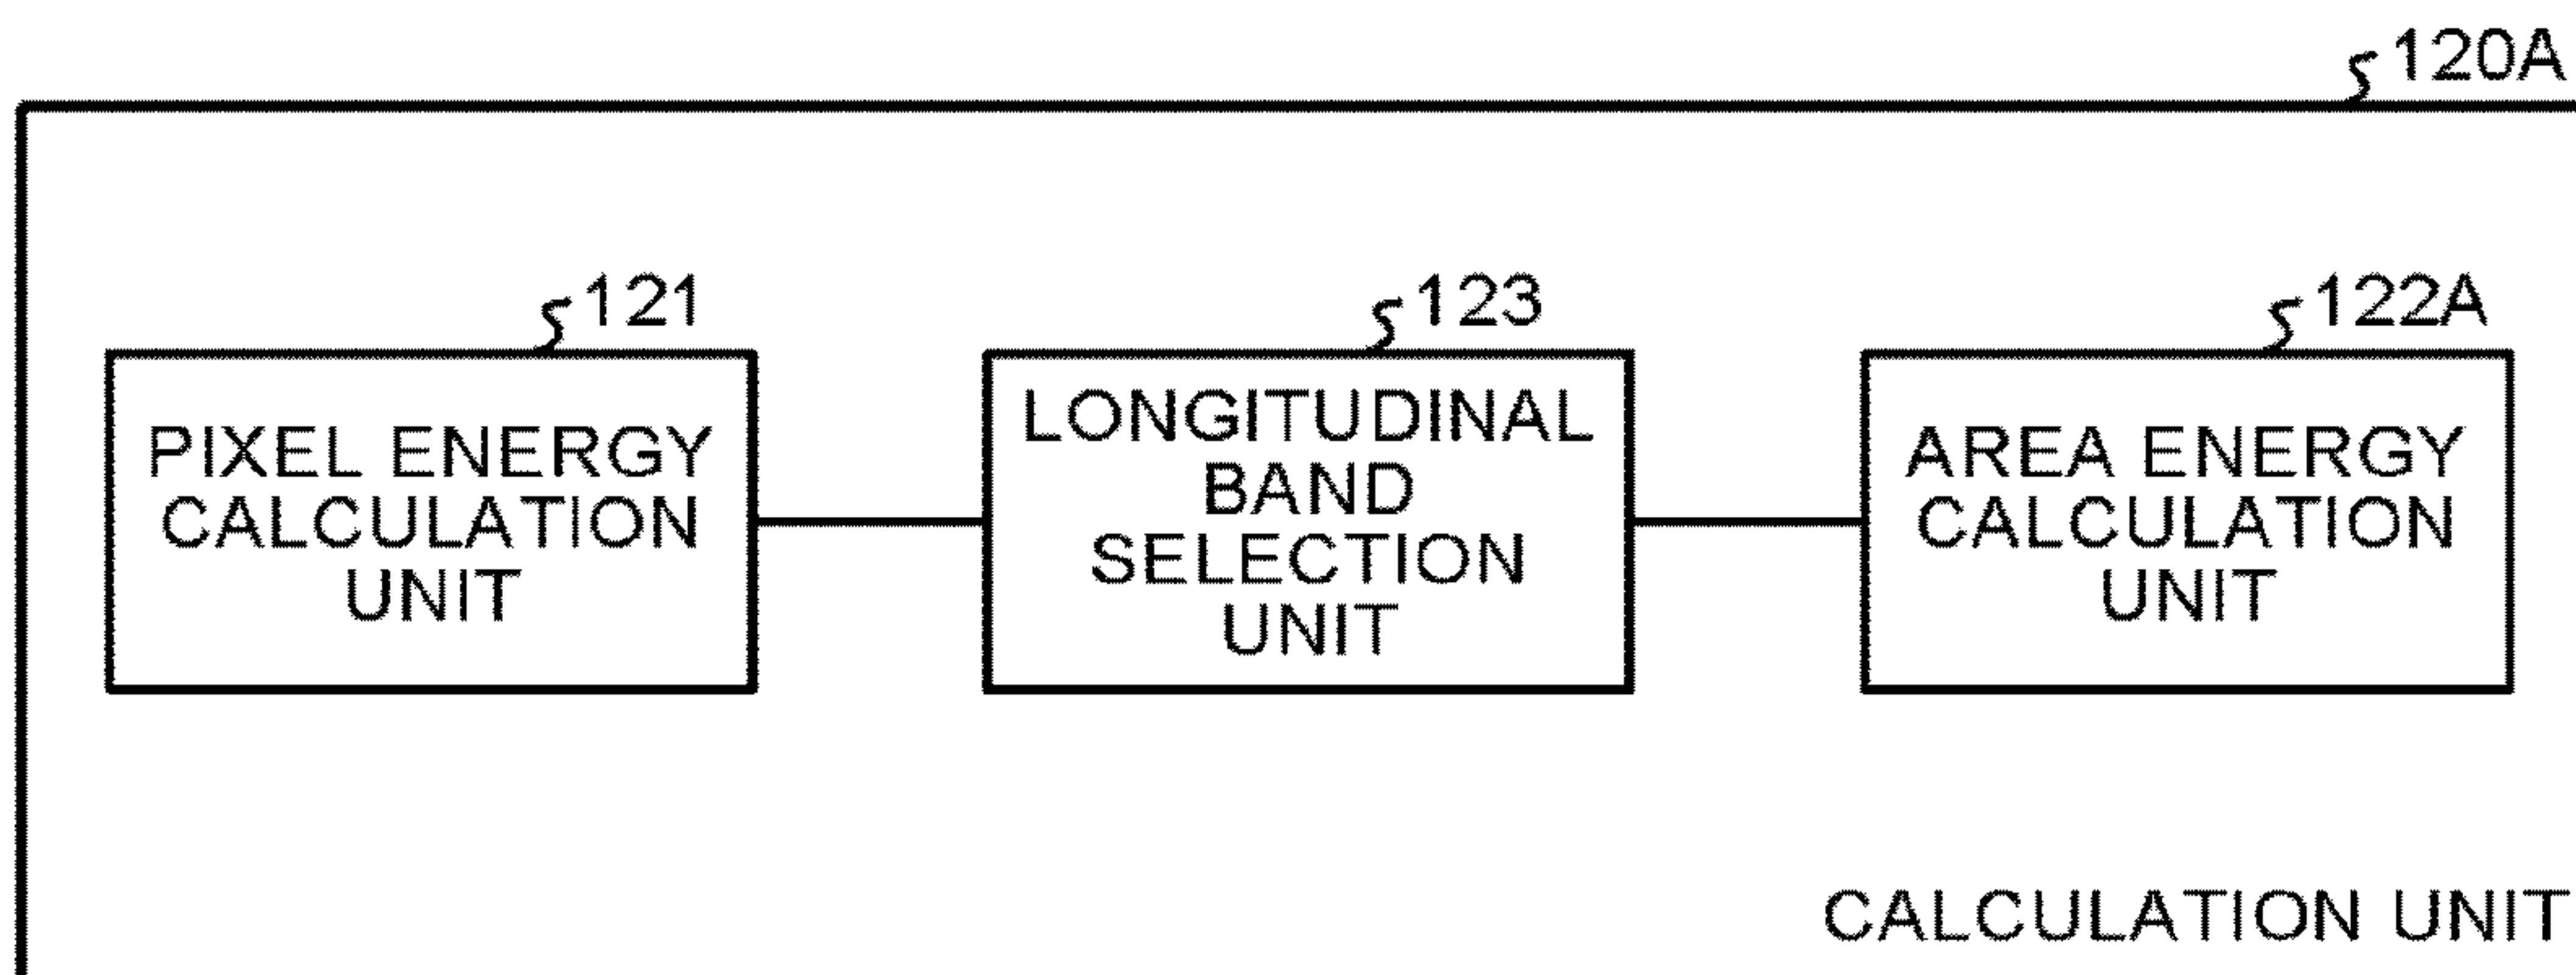 120A
121
123
122A
PIXEL ENERGY
CALCULATION
UNIT
LONGITUDINAL
BAND
SELECTION
UNIT
AREA ENERGY
CALCULATION
UNIT
CALCULATION UNIT